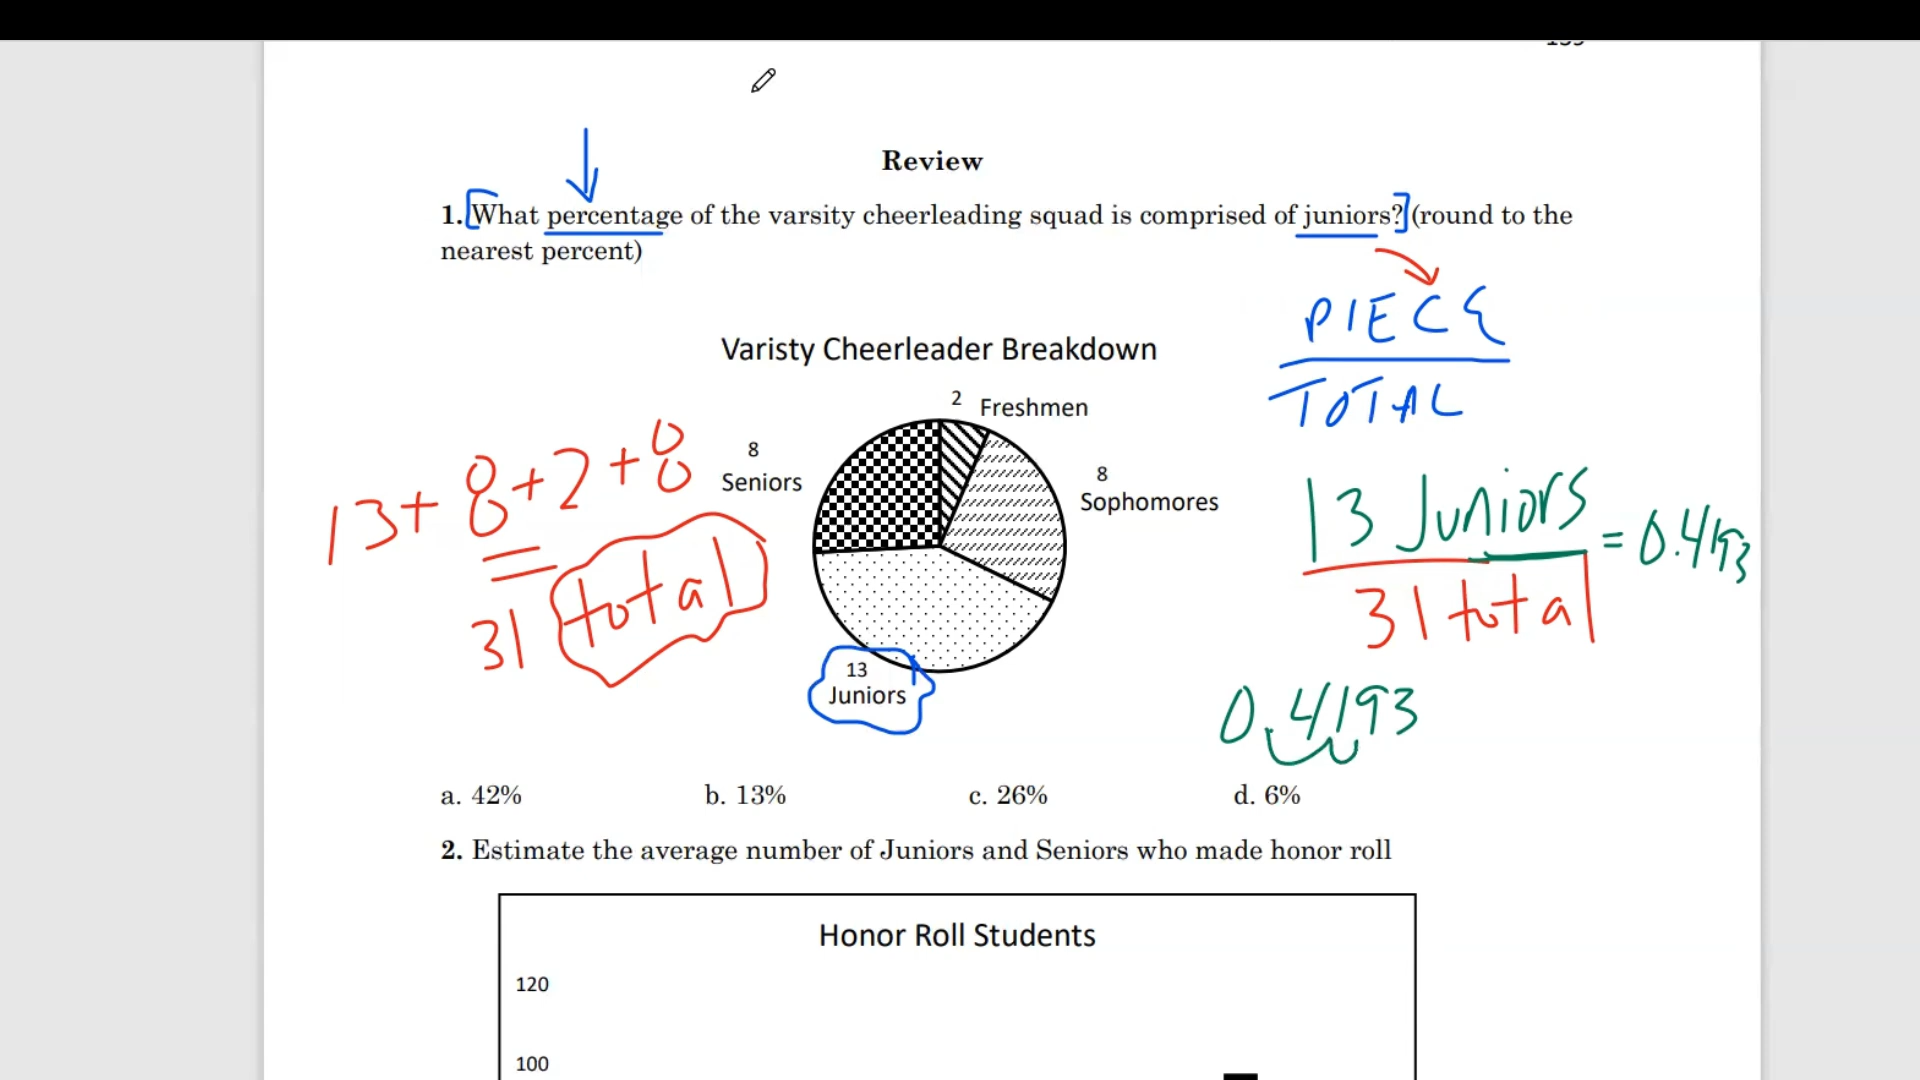 Review
1. What percentage of the varsity cheerleading squad is comprised of juniors? (round to the
nearest percent)
PIECE
TOTAL
Varisty Cheerleader Breakdown
2 Freshmen
8
Seniors
8
Sophomores
13
Juniors
13+8+2+8
31 total
13 Juniors
31 total
= 0.4193
0.4193
a. 42% b. 13% c. 26% d. 6%
2. Estimate the average number of Juniors and Seniors who made honor roll
Honor Roll Students
120
100